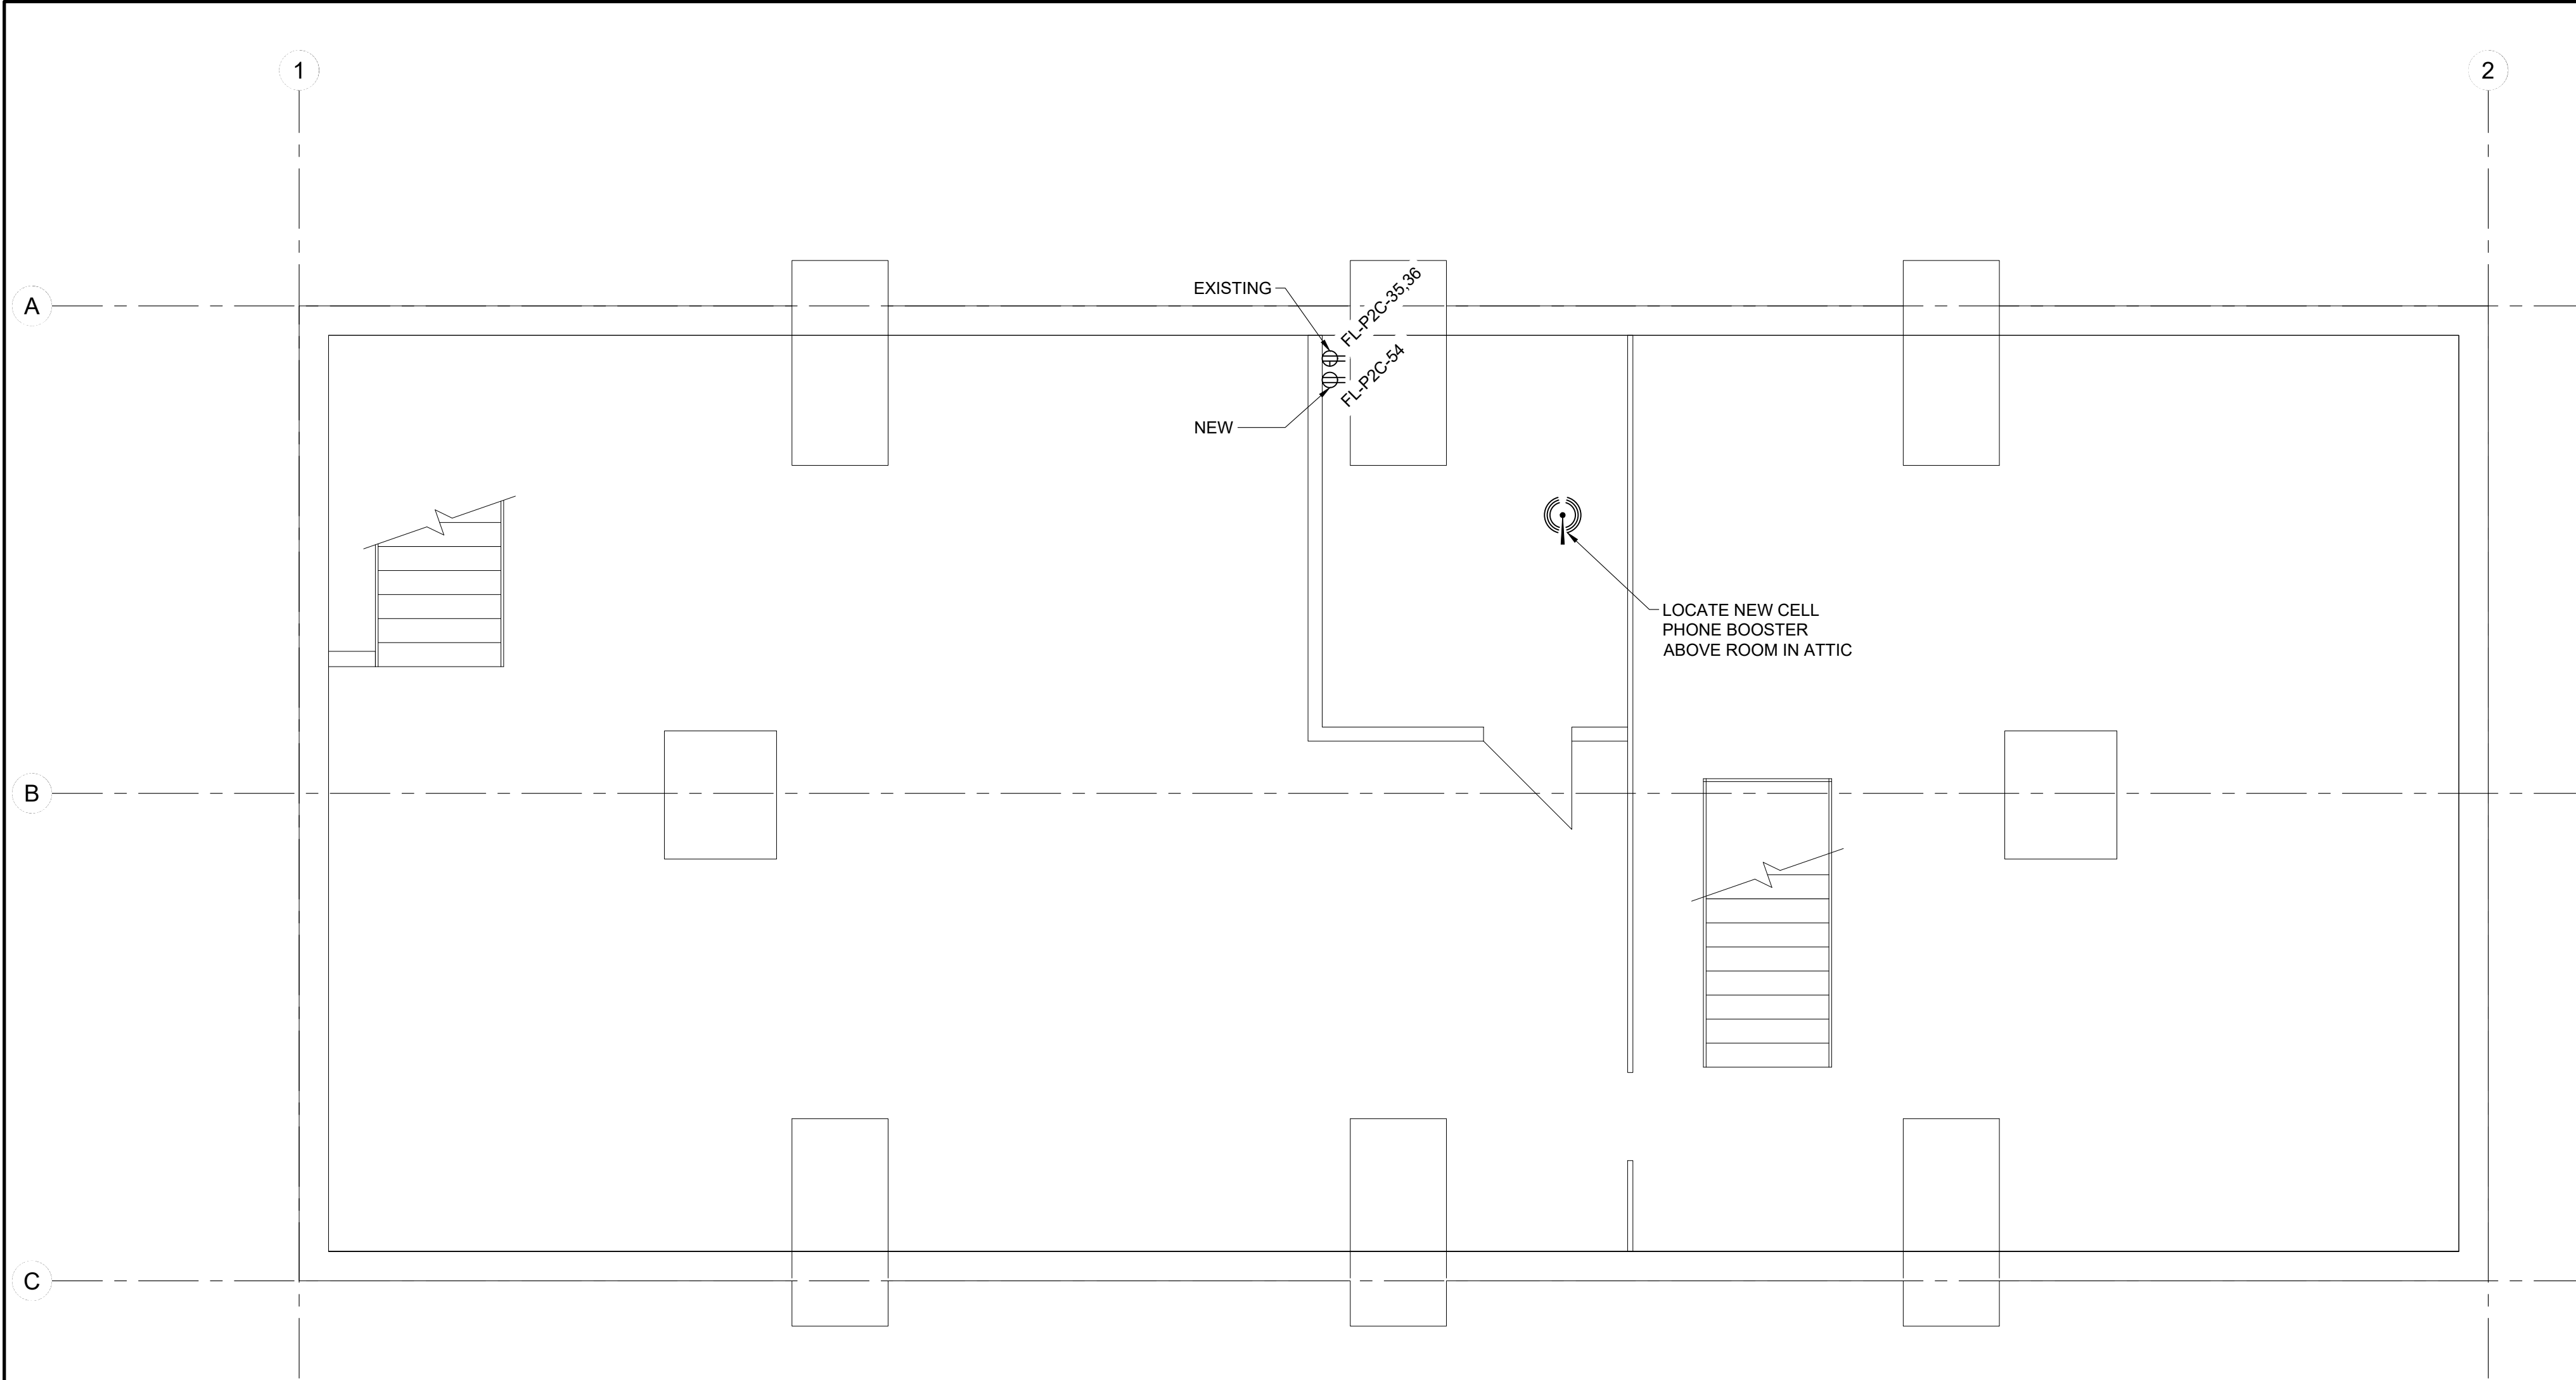 1
2
A
EXISTING
FL-P2C-35,36
FL-P2C-54
NEW
LOCATE NEW CELL
PHONE BOOSTER
ABOVE ROOM IN ATTIC
B
C